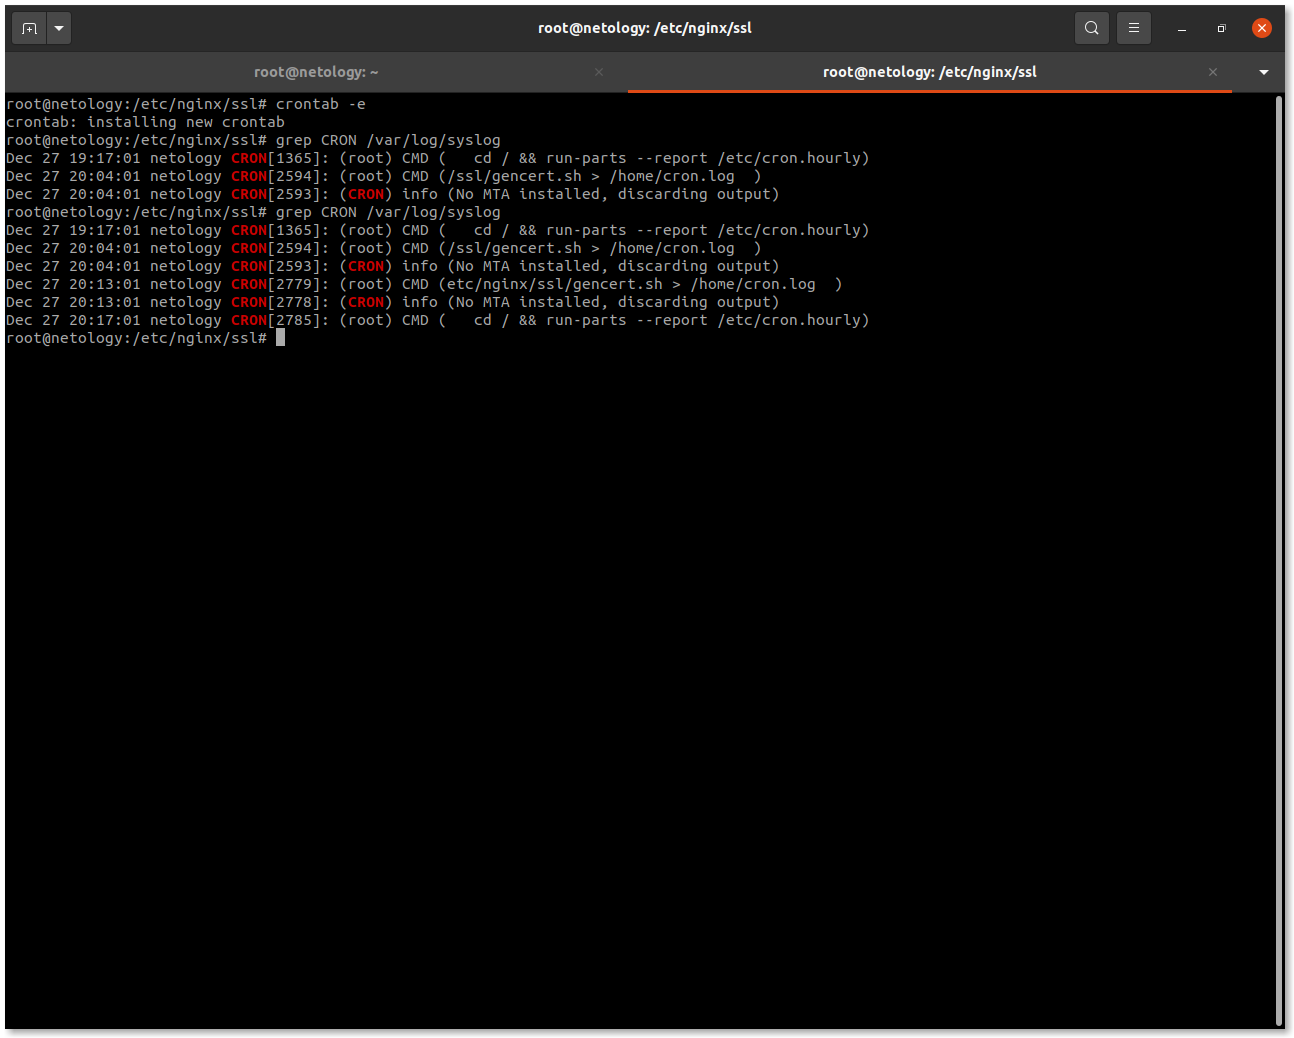 root@netology: /etc/nginx/ssl
root@netology: ~
root@netology: /etc/nginx/ssl
root@netology:/etc/nginx/ssl# crontab -e
crontab: installing new crontab
root@netology:/etc/nginx/ssl# grep CRON /var/log/syslog
Dec 27 19:17:01 netology CRON[1365]: (root) CMD (   cd / && run-parts --report /etc/cron.hourly)
Dec 27 20:04:01 netology CRON[2594]: (root) CMD (/ssl/gencert.sh > /home/cron.log  )
Dec 27 20:04:01 netology CRON[2593]: (CRON) info (No MTA installed, discarding output)
root@netology:/etc/nginx/ssl# grep CRON /var/log/syslog
Dec 27 19:17:01 netology CRON[1365]: (root) CMD (   cd / && run-parts --report /etc/cron.hourly)
Dec 27 20:04:01 netology CRON[2594]: (root) CMD (/ssl/gencert.sh > /home/cron.log  )
Dec 27 20:04:01 netology CRON[2593]: (CRON) info (No MTA installed, discarding output)
Dec 27 20:13:01 netology CRON[2779]: (root) CMD (etc/nginx/ssl/gencert.sh > /home/cron.log  )
Dec 27 20:13:01 netology CRON[2778]: (CRON) info (No MTA installed, discarding output)
Dec 27 20:17:01 netology CRON[2785]: (root) CMD (   cd / && run-parts --report /etc/cron.hourly)
root@netology:/etc/nginx/ssl#